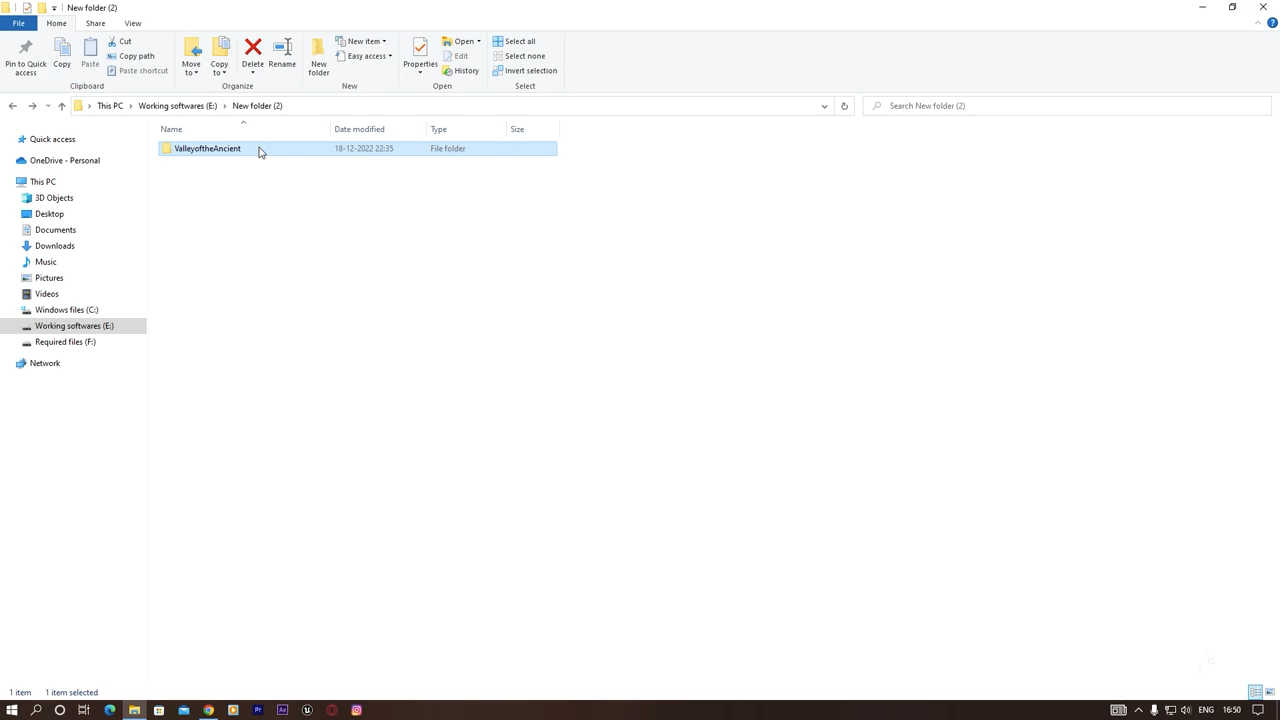 New folder (2)
File Home Share View
Pin to Quick access
Copy
Paste
Cut
Copy path
Paste shortcut
Clipboard
Move to
Copy to
Delete
Rename
Organize
New folder
New item
Easy access
New
Properties
Open
Edit
History
Open
Select all
Select none
Invert selection
Select
This PC Working softwares (E:) New folder (2)
Search New folder (2)
Name Date modified Type Size
ValleyoftheAncient 18-12-2022 22:35 File folder
Quick access
OneDrive - Personal
This PC
3D Objects
Desktop
Documents
Downloads
Music
Pictures
Videos
Windows files (C:)
Working softwares (E:)
Required files (F:)
Network
1 item 1 item selected
Pr Ae ENG 16:50